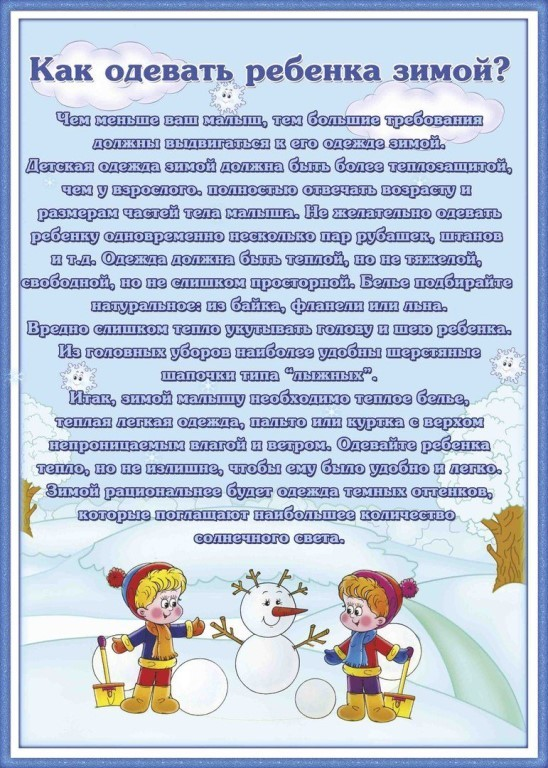 Как одевать ребенка зимой?
Чем меньше ваш малыш, тем большие требования
должны выдвигаться к его одежде зимой.
Детская одежда зимой должна быть более теплозащитой,
чем у взрослого. полностью отвечать возрасту и
размерам частей тела малыша. Не желательно одевать
ребенку одновременно несколько пар рубашек, штанов
и т.д. Одежда должна быть теплой, но не тяжелой,
свободной, но не слишком просторной. Белье подбирайте
натуральное: из байка, фланели или льна.
Вредно слишком тепло укутывать голову и шею ребенка.
Из головных уборов наиболее удобны шерстяные
шапочки типа "лыжных".
Итак, зимой малышу необходимо теплое белье,
теплая легкая одежда, пальто или куртка с верхом
непроницаемым влагой и ветром. Одевайте ребенка
тепло, но не излишне, чтобы ему было удобно и легко.
Зимой рациональнее будет одежда темных оттенков,
которые поглащают наибольшее количество
солнечного света.